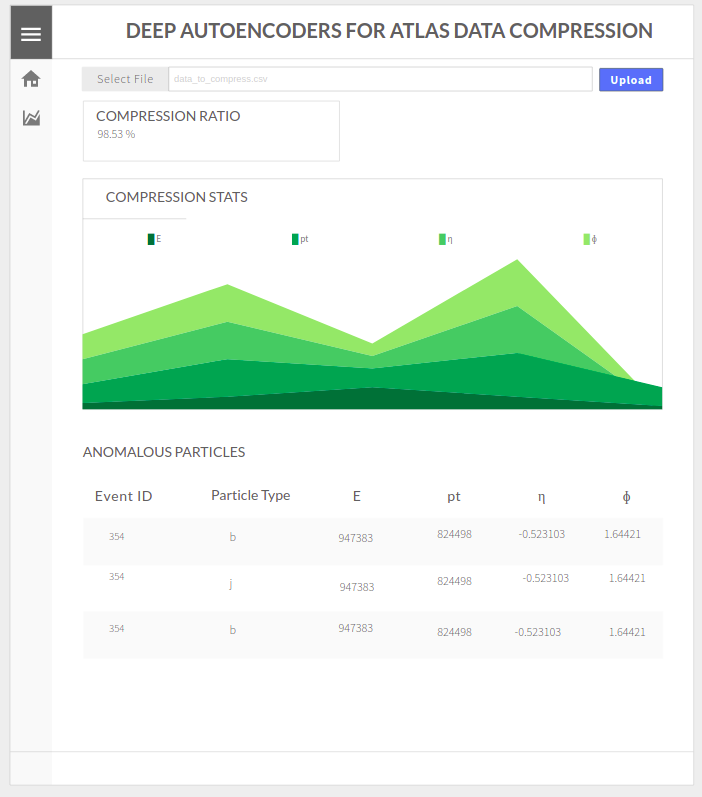 DEEP AUTOENCODERS FOR ATLAS DATA COMPRESSION
Select File data_to_compress.csv Upload
COMPRESSION RATIO
98.53 %
COMPRESSION STATS
E pt η ϕ
ANOMALOUS PARTICLES
Event ID Particle Type E pt η ϕ
354 b 947383 824498 -0.523103 1.64421
354 j 947383 824498 -0.523103 1.64421
354 b 947383 824498 -0.523103 1.64421